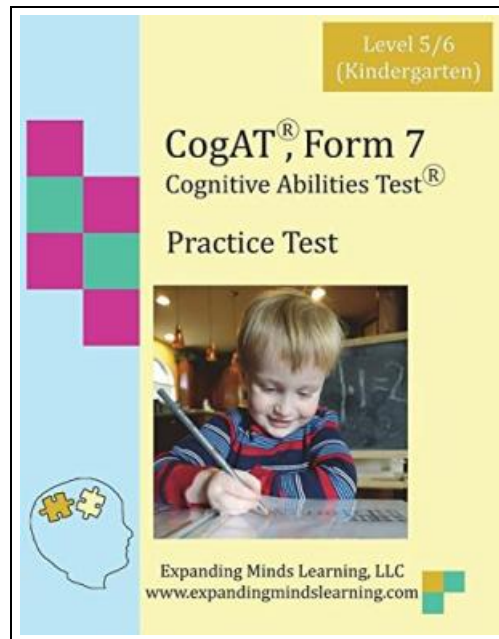 Level 5/6
(Kindergarten)
CogAT®, Form 7
Cognitive Abilities Test®
Practice Test
Expanding Minds Learning, LLC
www.expandingmindslearning.com